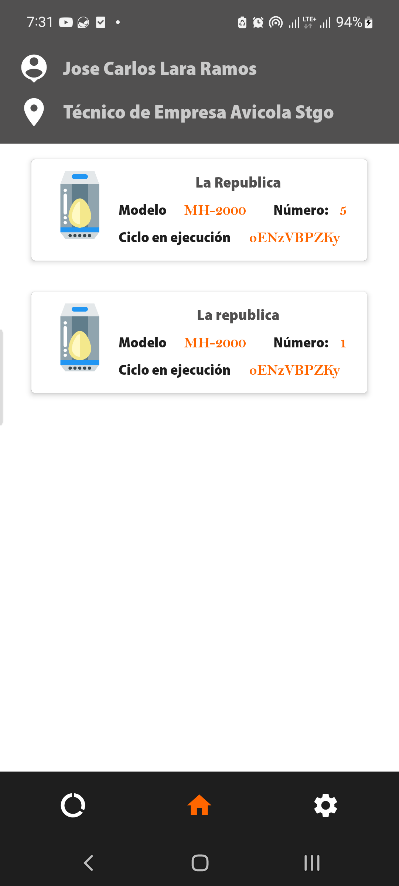 7:31 LTE+ 94%
Jose Carlos Lara Ramos
Técnico de Empresa Avicola Stgo
La Republica
Modelo MH-2000 Número: 5
Ciclo en ejecución oENzVBPZKy
La republica
Modelo MH-2000 Número: 1
Ciclo en ejecución oENzVBPZKy